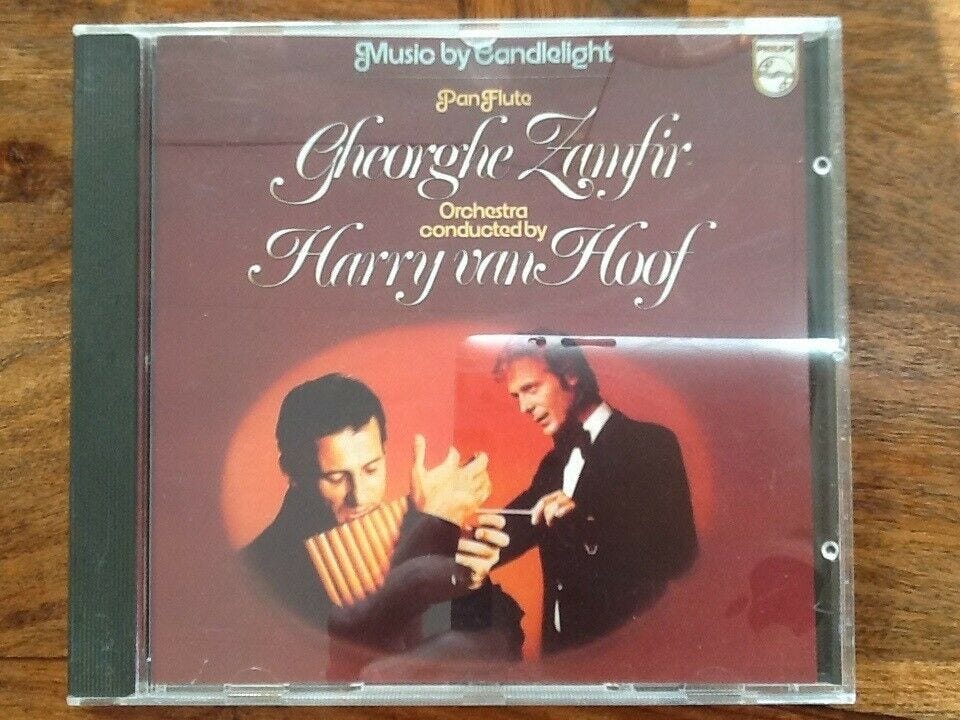 Music by Candlelight
PHILIPS
Pan Flute
Gheorghe Zamfir
Orchestra
conducted by
Harry van Hoof